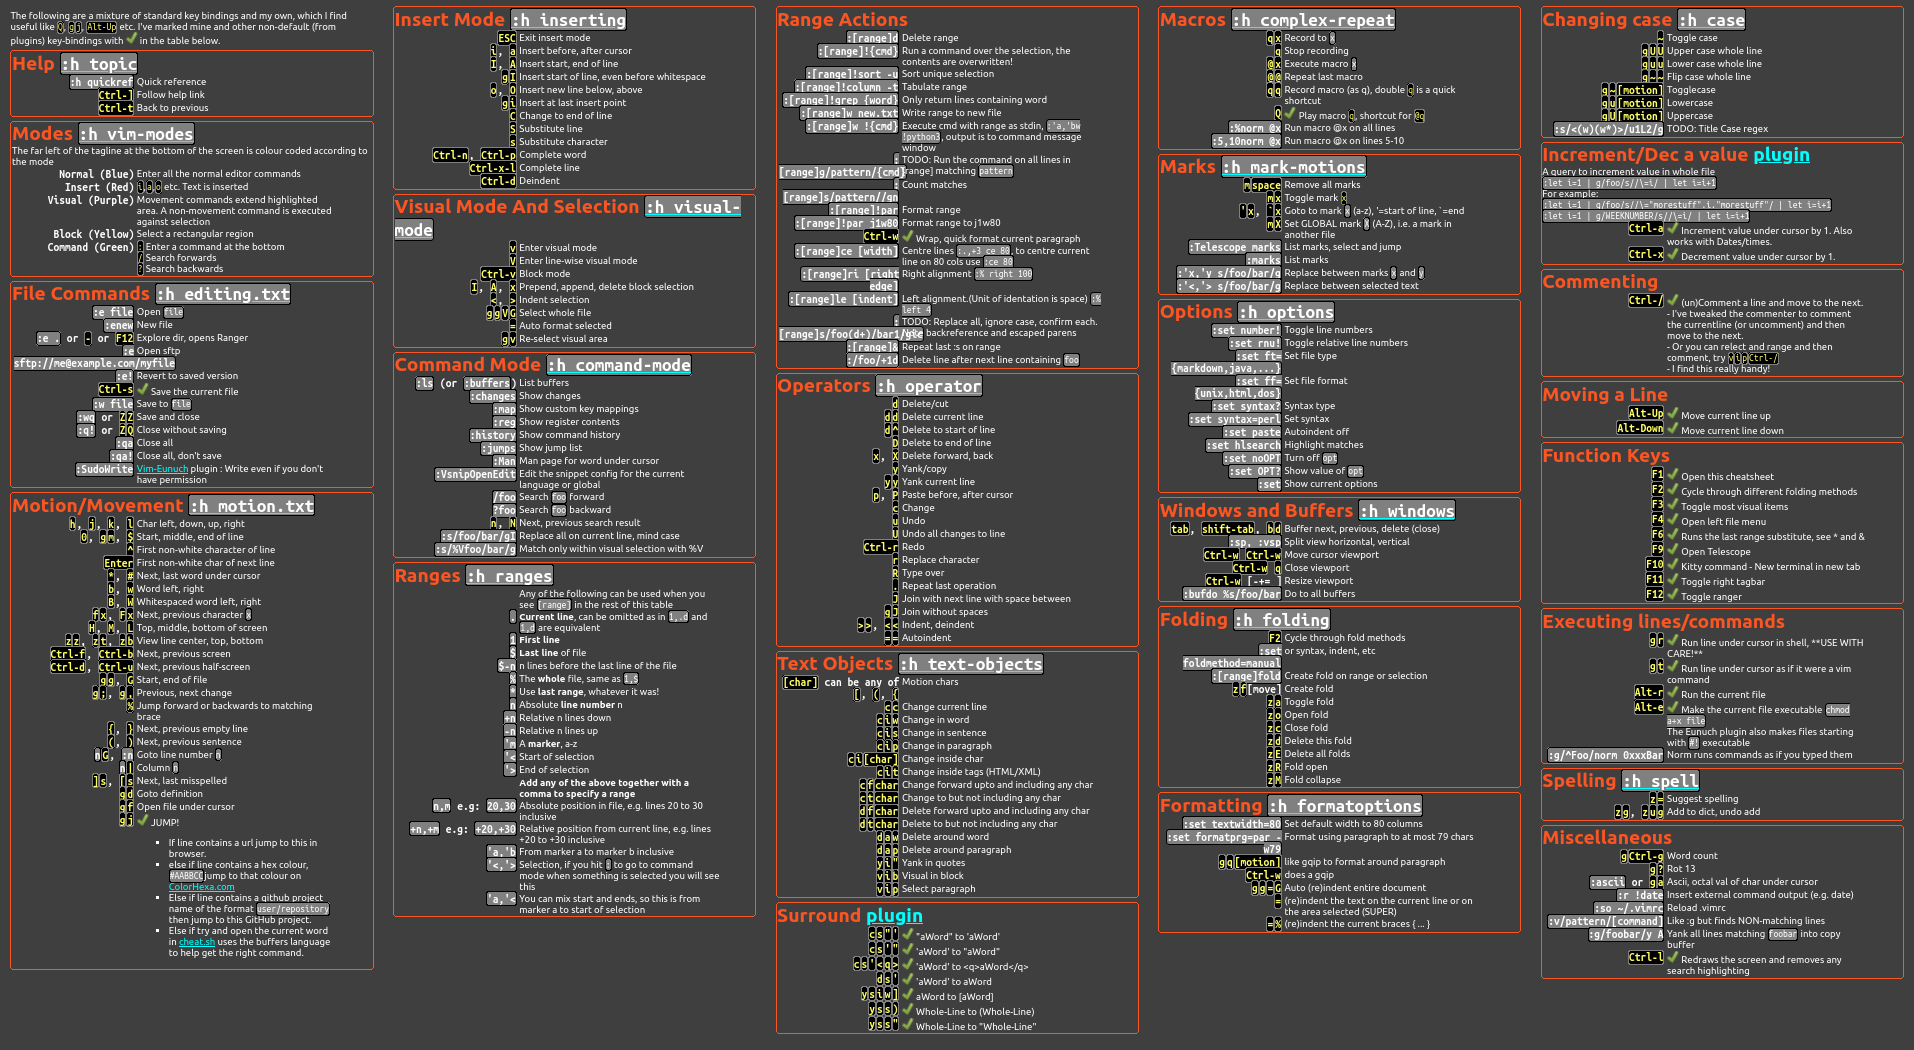 The following are a mixture of standard key bindings and my own, which I find
useful like Q, gj, Alt-Up etc. I've marked mine and other non-default (from
plugins) key-bindings with ✔ in the table below.
Help :h topic
:h quickref Quick reference
Ctrl-] Follow help link
Ctrl-t Back to previous
Modes :h vim-modes
The far left of the tagline at the bottom of the screen is colour coded according to
the mode
Normal (Blue) Enter all the normal editor commands
Insert (Red) i a o etc. Text is inserted
Visual (Purple) Movement commands extend highlighted
area. A non-movement command is executed
against selection
Block (Yellow) Select a rectangular region
Command (Green) : Enter a command at the bottom
/ Search forwards
? Search backwards
File Commands :h editing.txt
:e file Open file
:enew New file
:e . or - or F12 Explore dir, opens Ranger
:e Open sftp
sftp://me@example.com/myfile
:e! Revert to saved version
Ctrl-s ✔ Save the current file
:w file Save to file
:wq or ZZ Save and close
:q! or ZQ Close without saving
:qa Close all
:qa! Close all, don't save
:SudoWrite Vim-Eunuch plugin : Write even if you don't
have permission
Motion/Movement :h motion.txt
h, j, k, l Char left, down, up, right
0, gm, $ Start, middle, end of line
^ First non-white character of line
Enter First non-white char of next line
*, # Next, last word under cursor
b, w Word left, right
B, W Whitespaced word left, right
fx, Fx Next, previous character x
H, M, L Top, middle, bottom of screen
zz, zt, zb View line center, top, bottom
Ctrl-f, Ctrl-b Next, previous screen
Ctrl-d, Ctrl-u Next, previous half-screen
gg, G Start, end of file
g;, g, Previous, next change
% Jump forward or backwards to matching
brace
{, } Next, previous empty line
(, ) Next, previous sentence
nG, :n Goto line number n
n| Column n
]s, [s Next, last misspelled
gd Goto definition
gf Open file under cursor
gj ✔ JUMP!
▪ If line contains a url jump to this in
browser.
▪ else if line contains a hex colour,
#AABBCC jump to that colour on
ColorHexa.com
▪ Else if line contains a github project
name of the format user/repository
then jump to this GitHub project.
▪ Else if try and open the current word
in cheat.sh uses the buffers language
to help get the right command.
Insert Mode :h inserting
ESC Exit insert mode
i, a Insert before, after cursor
I, A Insert start, end of line
gI Insert start of line, even before whitespace
o, O Insert new line below, above
gi Insert at last insert point
C Change to end of line
S Substitute line
s Substitute character
Ctrl-n, Ctrl-p Complete word
Ctrl-x-l Complete line
Ctrl-d Deindent
Visual Mode And Selection :h visual-
mode
v Enter visual mode
V Enter line-wise visual mode
Ctrl-v Block mode
I, A, x Prepend, append, delete block selection
> Indent selection
ggVG Select whole file
= Auto format selected
gv Re-select visual area
Command Mode :h command-mode
:ls (or :buffers) List buffers
:changes Show changes
:map Show custom key mappings
:reg Show register contents
:history Show command history
:jumps Show jump list
:Man Man page for word under cursor
:VsnipOpenEdit Edit the snippet config for the current
language or global
/foo Search foo forward
?foo Search foo backward
n, N Next, previous search result
:s/foo/bar/gI Replace all on current line, mind case
:s/%Vfoo/bar/g Match only within visual selection with %V
Ranges :h ranges
Any of the following can be used when you
see [range] in the rest of this table
. Current line, can be omitted as in 1,.d and
1,d are equivalent
1 First line
$ Last line of file
$-n n lines before the last line of the file
% The whole file, same as 1,$
* Use last range, whatever it was!
n Absolute line number n
+n Relative n lines down
-n Relative n lines up
'm A marker, a-z
'< Start of selection
'> End of selection
Add any of the above together with a
comma to specify a range
n,m e.g: 20,30 Absolute position in file, e.g. lines 20 to 30
inclusive
+n,+m e.g: +20,+30 Relative position from current line, e.g. lines
+20 to +30 inclusive
'a,'b From marker a to marker b inclusive
'<,'> Selection, if you hit : to go to command
mode when something is selected you will see
this
'a,'< You can mix start and ends, so this is from
marker a to start of selection
Range Actions
:[range]d Delete range
:[range]!{cmd} Run a command over the selection, the
contents are overwritten!
:[range]!sort -u Sort unique selection
:[range]!column -t Tabulate range
:[range]!grep {word} Only return lines containing word
:[range]w new.txt Write range to new file
:[range]w !{cmd} Execute cmd with range as stdin, :'a,'bw
!python3, output is to command message
window
: TODO: Run the command on all lines in
[range]g/pattern/{cmd} [range] matching pattern
: Count matches
[range]s/pattern//gn
:[range]!par Format range
:[range]!par j1w80 Format range to j1w80
Ctrl-w ✔ Wrap, quick format current paragraph
:[range]ce [width] Centre lines :.,+3 ce 80, to centre current
line on 80 cols use :ce 80
:[range]ri [right Right alignment :% right 100
edge]
:[range]le [indent] Left alignment.(Unit of identation is space) :%
left 4
: TODO: Replace all, ignore case, confirm each.
[range]s/foo(d+)/bar1/gic backreference and escaped parens
:[range]& Repeat last :s on range
:/foo/+1d Delete line after next line containing foo
Operators :h operator
d Delete/cut
dd Delete current line
d^ Delete to start of line
D Delete to end of line
x, X Delete forward, back
y Yank/copy
yy Yank current line
p, P Paste before, after cursor
c Change
u Undo
U Undo all changes to line
Ctrl-r Redo
r Replace character
R Type over
. Repeat last operation
J Join with next line with space between
gJ Join without spaces
>>, << Indent, deindent
== Autoindent
Text Objects :h text-objects
[char] can be any of Motion chars
[, (, {
cc Change current line
ciw Change in word
cis Change in sentence
cip Change in paragraph
ci[char] Change inside char
cit Change inside tags (HTML/XML)
cfchar Change forward upto and including any char
ctchar Change to but not including any char
dfchar Delete forward upto and including any char
dtchar Delete to but not including any char
daw Delete around word
dap Delete around paragraph
yi" Yank in quotes
vib Visual in block
vip Select paragraph
Surround plugin
cs"' ✔ "aWord" to 'aWord'
cs'" ✔ 'aWord' to "aWord"
cs'<q> ✔ 'aWord' to <q>aWord</q>
ds' ✔ 'aWord' to aWord
ysiw] ✔ aWord to [aWord]
yss) ✔ Whole-Line to (Whole-Line)
yss" ✔ Whole-Line to "Whole-Line"
Macros :h complex-repeat
qx Record to x
q Stop recording
@x Execute macro x
@@ Repeat last macro
qq Record macro (as q), double q is a quick
shortcut
Q ✔ Play macro q, shortcut for @q
:%norm @x Run macro @x on all lines
:5,10norm @x Run macro @x on lines 5-10
Marks :h mark-motions
mspace Remove all marks
mx Toggle mark x
'x, `x Goto to mark x (a-z), '=start of line, `=end
mX Set GLOBAL mark X (A-Z), i.e. a mark in
another file
:Telescope marks List marks, select and jump
:marks List marks
:'x,'y s/foo/bar/g Replace between marks x and y
:'<,'> s/foo/bar/g Replace between selected text
Options :h options
:set number! Toggle line numbers
:set rnu! Toggle relative line numbers
:set ft= Set file type
{markdown,java,...}
:set ff= Set file format
{unix,html,dos}
:set syntax? Syntax type
:set syntax=perl Set syntax
:set paste Autoindent off
:set hlsearch Highlight matches
:set noOPT Turn off opt
:set OPT? Show value of opt
:set Show current options
Windows and Buffers :h windows
tab, shift-tab, bd Buffer next, previous, delete (close)
:sp, :vsp Split view horizontal, vertical
Ctrl-w Ctrl-w Move cursor viewport
Ctrl-w q Close viewport
Ctrl-w [-+= ] Resize viewport
:bufdo %s/foo/bar Do to all buffers
Folding :h folding
F2 Cycle through fold methods
:set or syntax, indent, etc
foldmethod=manual
:[range]fold Create fold on range or selection
zf[move] Create fold
za Toggle fold
zo Open fold
zc Close fold
zd Delete this fold
zE Delete all folds
zR Fold open
zM Fold collapse
Formatting :h formatoptions
:set textwidth=80 Set default width to 80 columns
:set formatprg=par - Format using paragraph to at most 79 chars
w79
gq[motion] like gqip to format around paragraph
Ctrl-w does a gqip
gg=G Auto (re)indent entire document
= (re)indent the text on the current line or on
the area selected (SUPER)
=% (re)indent the current braces { ... }
Changing case :h case
~ Toggle case
gUU Upper case whole line
guu Lower case whole line
g~~ Flip case whole line
g~[motion] Togglecase
gu[motion] Lowercase
gU[motion] Uppercase
:s/<(w)(w*)>/u1L2/g TODO: Title Case regex
Increment/Dec a value plugin
A query to increment value in whole file
:let i=1 | g/foo/s//\=i/ | let i=i+1
For example:
:let i=1 | g/foo/s//\="morestuff".i."morestuff"/ | let i=i+1
:let i=1 | g/WEEKNUMBER/s//\=i/ | let i=i+1
Ctrl-a ✔ Increment value under cursor by 1. Also
works with Dates/times.
Ctrl-x ✔ Decrement value under cursor by 1.
Commenting
Ctrl-/ ✔ (un)Comment a line and move to the next.
- I've tweaked the commenter to comment
the currentline (or uncomment) and then
move to the next.
- Or you can relect and range and then
comment, try vipCtrl-/
- I find this really handy!
Moving a Line
Alt-Up ✔ Move current line up
Alt-Down ✔ Move current line down
Function Keys
F1 ✔ Open this cheatsheet
F2 ✔ Cycle through different folding methods
F3 ✔ Toggle most visual items
F4 ✔ Open left file menu
F6 ✔ Runs the last range substitute, see * and &
F9 ✔ Open Telescope
F10 ✔ Kitty command - New terminal in new tab
F11 ✔ Toggle right tagbar
F12 ✔ Toggle ranger
Executing lines/commands
gr ✔ Run line under cursor in shell, **USE WITH
CARE!**
gt ✔ Run line under cursor as if it were a vim
command
Alt-r ✔ Run the current file
Alt-e ✔ Make the current file executable chmod
a+x file
The Eunuch plugin also makes files starting
with #! executable
:g/^Foo/norm 0xxxBar Norm runs commands as if you typed them
Spelling :h spell
z= Suggest spelling
zg, zug Add to dict, undo add
Miscellaneous
gCtrl-g Word count
g? Rot 13
:ascii or ga Ascii, octal val of char under cursor
:r !date Insert external command output (e.g. date)
:so ~/.vimrc Reload .vimrc
:v/pattern/[command] Like :g but finds NON-matching lines
:g/foobar/y A Yank all lines matching foobar into copy
buffer
Ctrl-l ✔ Redraws the screen and removes any
search highlighting